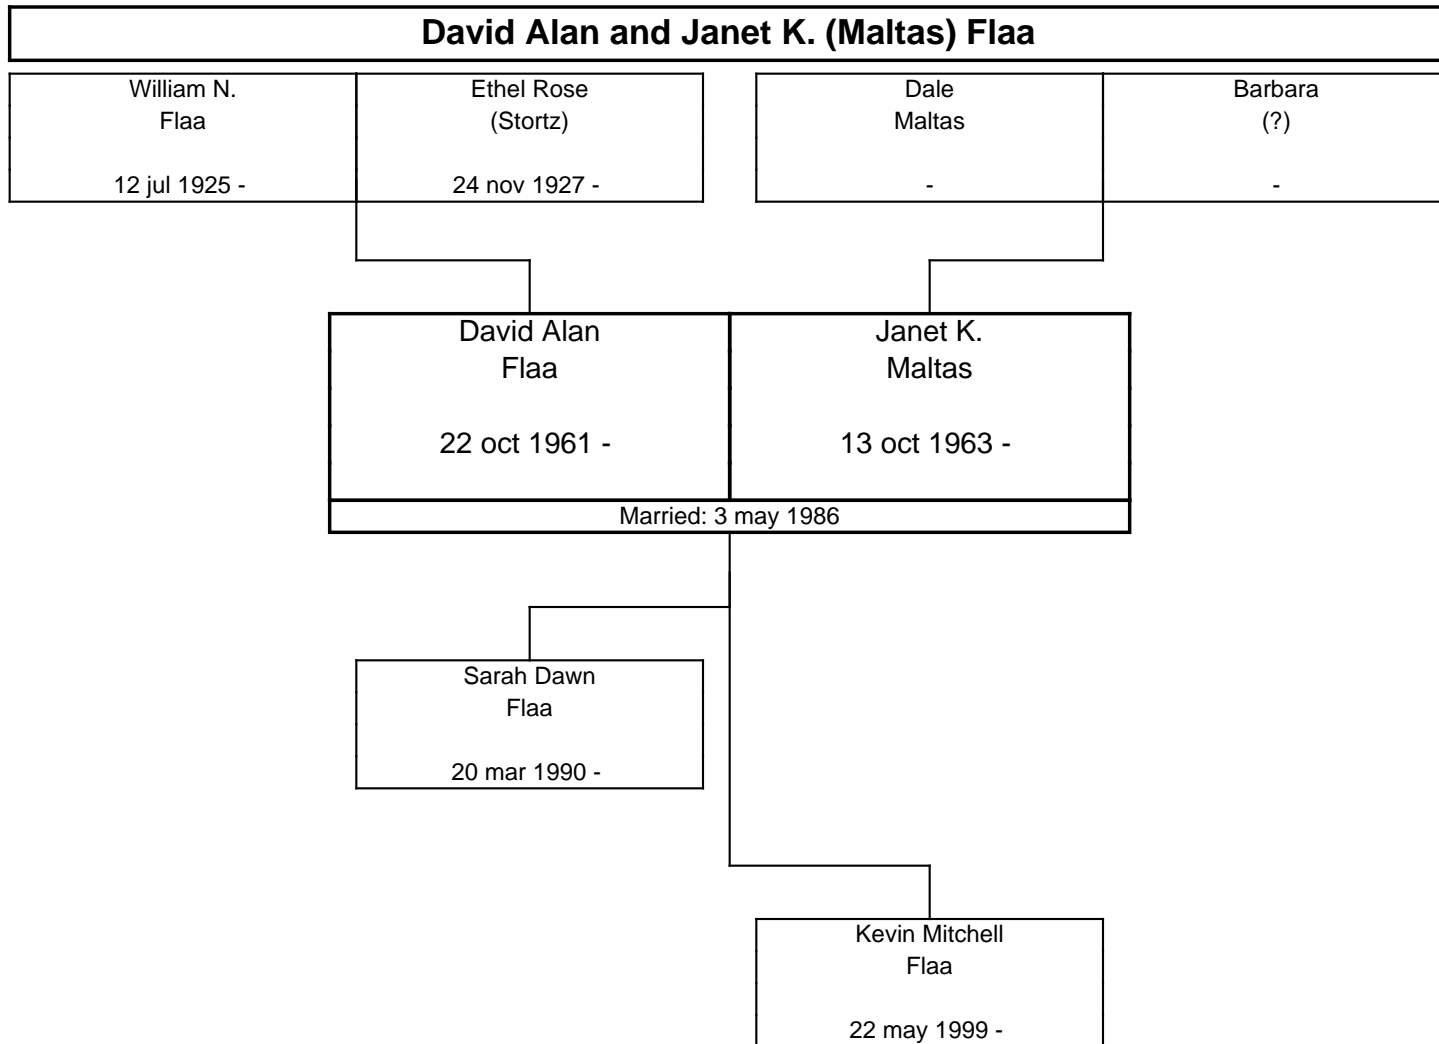 David Alan and Janet K. (Maltas) Flaa
William N.
Flaa
12 jul 1925 -
Ethel Rose
(Stortz)
24 nov 1927 -
Dale
Maltas
-
Barbara
(?)
-
David Alan
Flaa
22 oct 1961 -
Janet K.
Maltas
13 oct 1963 -
Married: 3 may 1986
Sarah Dawn
Flaa
20 mar 1990 -
Kevin Mitchell
Flaa
22 may 1999 -